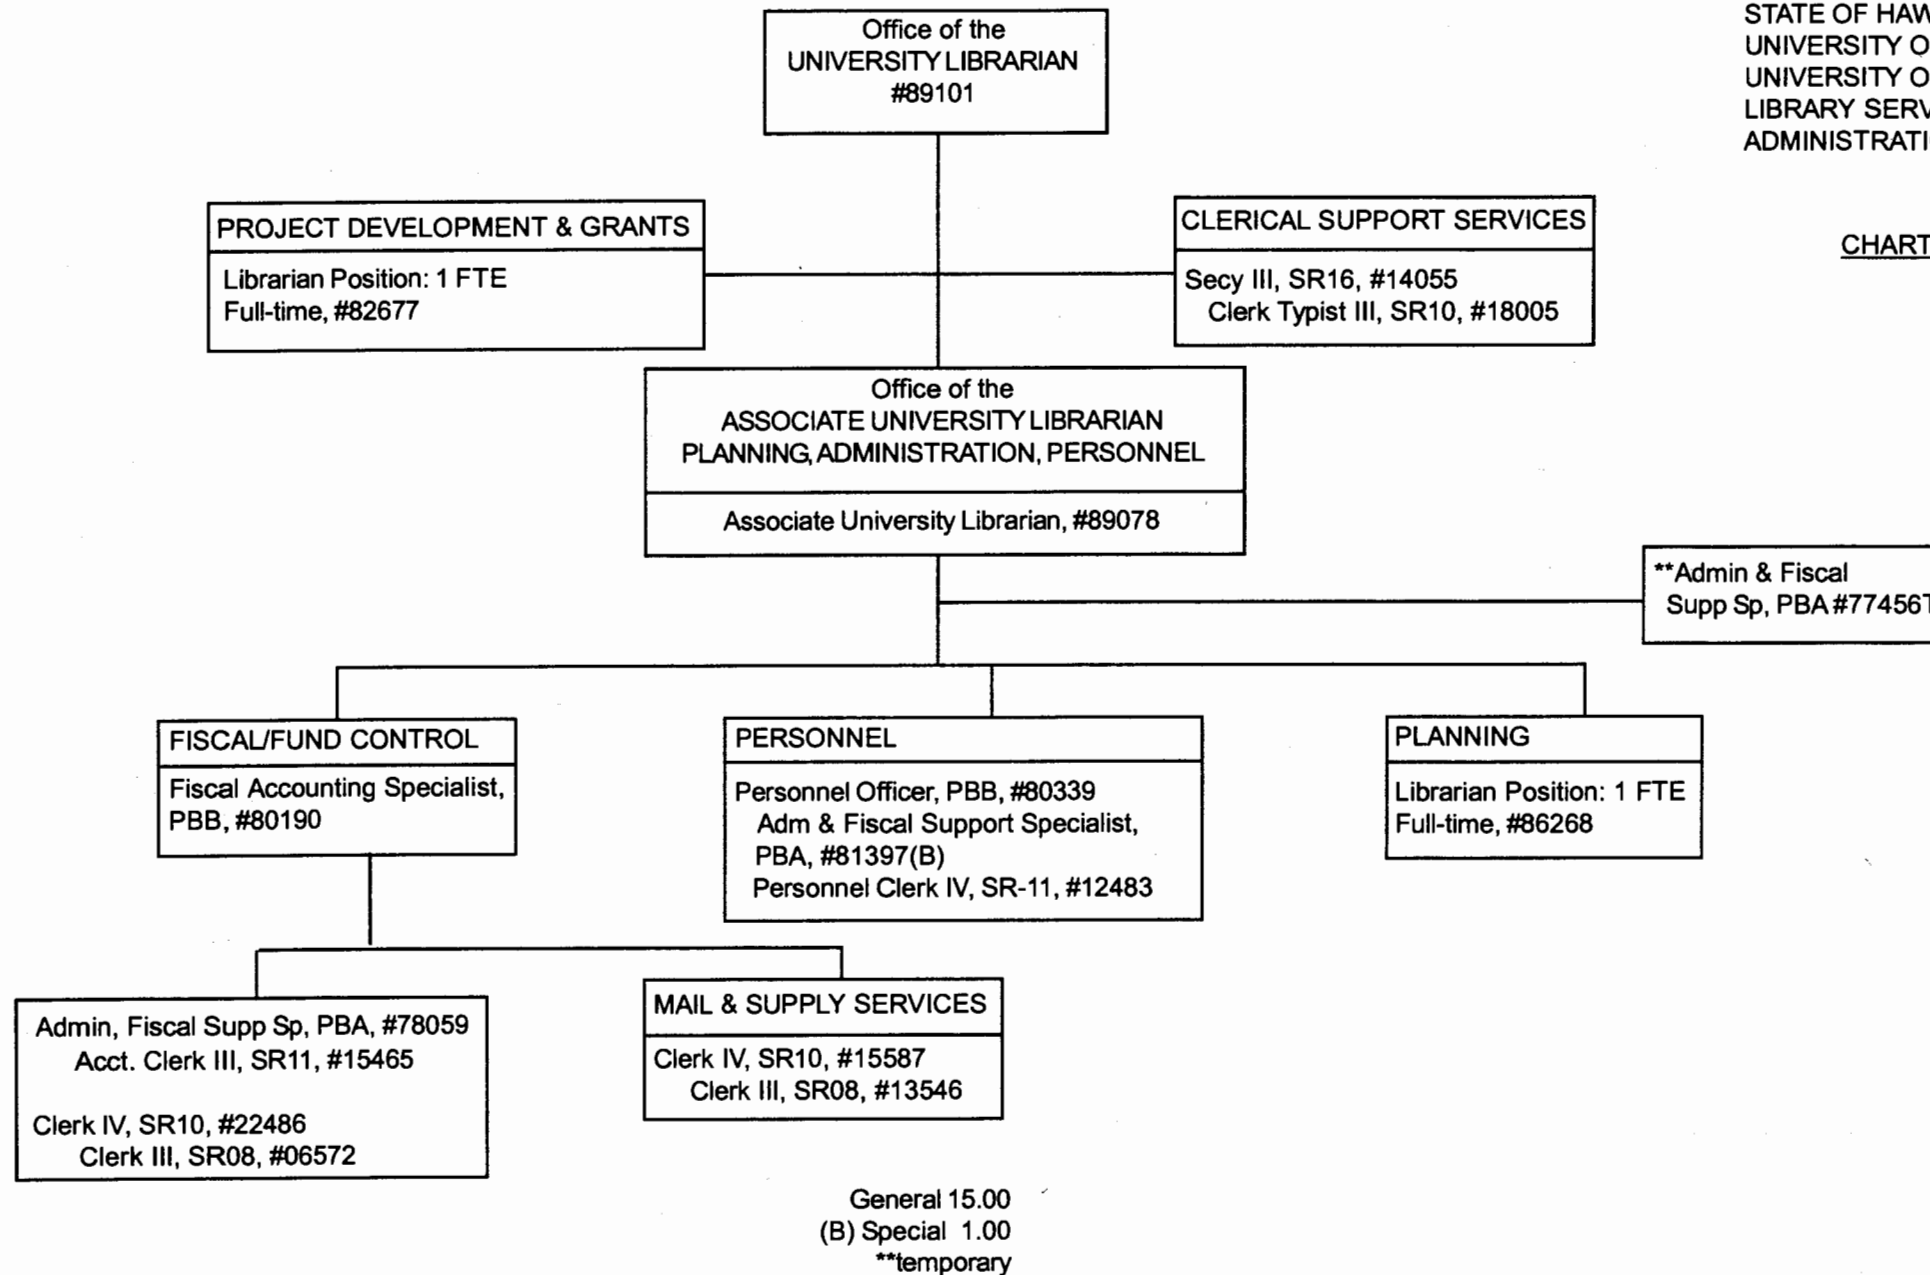 Office of the
UNIVERSITY LIBRARIAN
#89101
STATE OF
UNIVERSITY
UNIVERSITY
LIBRARY
CHART
PROJECT DEVELOPMENT & GRANTS
Librarian Position: 1 FTE
Full-time, #82677
CLERICAL SUPPORT SERVICES
Secy III, SR16, #14055
Clerk Typist III, SR10, #18005
Office of the
ASSOCIATE UNIVERSITY LIBRARIAN
PLANNING, ADMINISTRATION, PERSONNEL
Associate University Librarian, #89078
**Admin & Fiscal
Supp Sp, PBA #77456T
FISCAL/FUND CONTROL
Fiscal Accounting Specialist,
PBB, #80190
PERSONNEL
Personnel Officer, PBB, #80339
Adm & Fiscal Support Specialist,
PBA, #81397(B)
Personnel Clerk IV, SR-11, #12483
PLANNING
Librarian Position: 1 FTE
Full-time, #86268
Admin, Fiscal Supp Sp, PBA, #78059
Acct. Clerk III, SR11, #15465
Clerk IV, SR10, #22486
Clerk III, SR08, #06572
MAIL & SUPPLY SERVICES
Clerk IV, SR10, #15587
Clerk III, SR08, #13546
General 15.00
(B) Special 1.00
**temporary